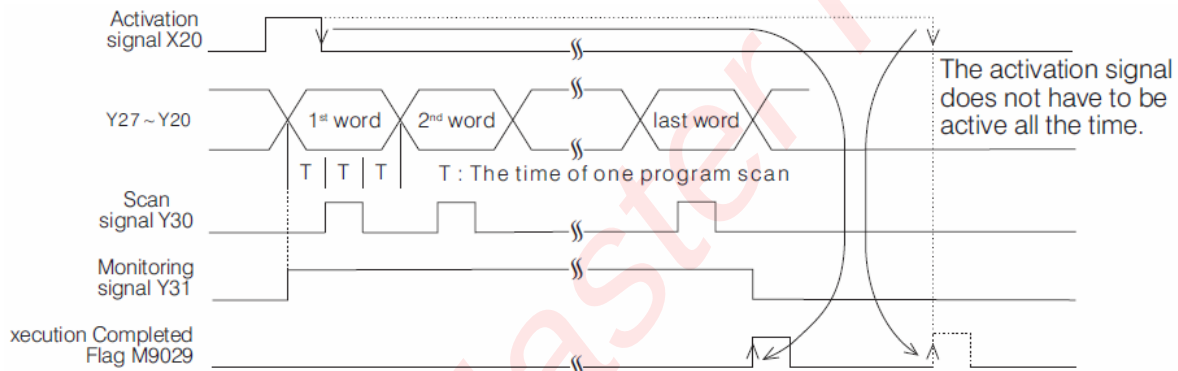 Activation
signal X20
The activation signal
does not have to be
active all the time.
Y27 ~ Y20
1st word
2nd word
last word
T
T
T
T : The time of one program scan
Scan
signal Y30
Monitoring
signal Y31
xecution Completed
Flag M9029